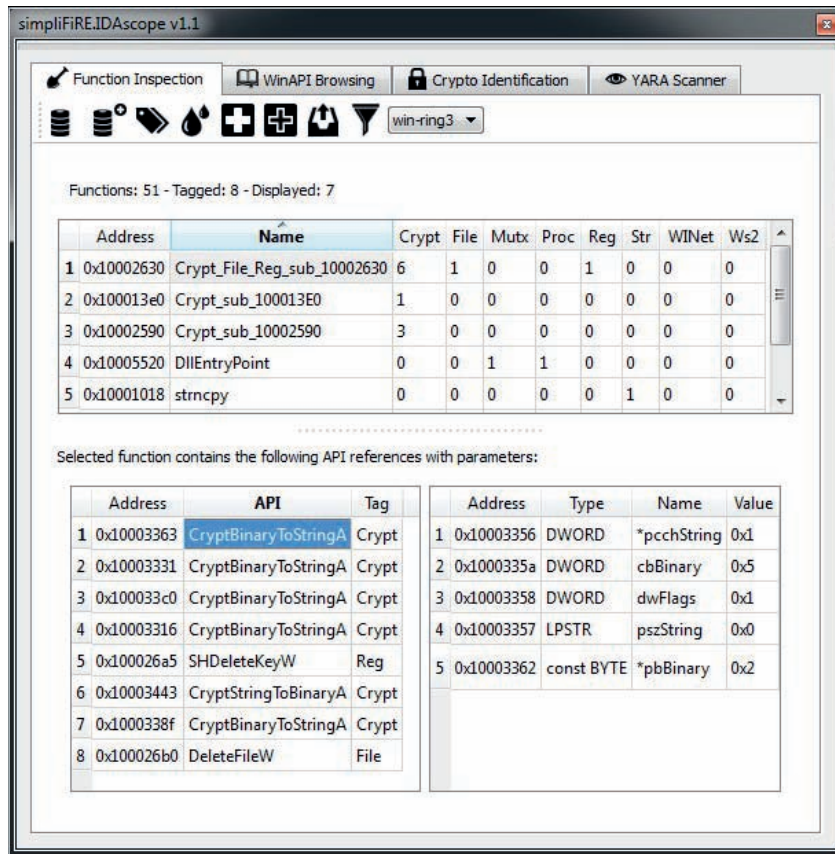 simpliFiRE.IDAscope v1.1
Function Inspection WinAPI Browsing Crypto Identification YARA Scanner
win-ring3
Functions: 51 - Tagged: 8 - Displayed: 7
Address Name Crypt File Mutx Proc Reg Str WINet Ws2
1 0x10002630 Crypt_File_Reg_sub_10002630 6 1 0 0 1 0 0 0
2 0x100013e0 Crypt_sub_100013E0 1 0 0 0 0 0 0 0
3 0x10002590 Crypt_sub_10002590 3 0 0 0 0 0 0 0
4 0x10005520 DllEntryPoint 0 0 1 1 0 0 0 0
5 0x10001018 strncpy 0 0 0 0 0 1 0 0
Selected function contains the following API references with parameters:
Address API Tag
1 0x10003363 CryptBinaryToStringA Crypt
2 0x10003331 CryptBinaryToStringA Crypt
3 0x100033c0 CryptBinaryToStringA Crypt
4 0x10003316 CryptBinaryToStringA Crypt
5 0x100026a5 SHDeleteKeyW Reg
6 0x10003443 CryptStringToBinaryA Crypt
7 0x1000338f CryptBinaryToStringA Crypt
8 0x100026b0 DeleteFileW File
Address Type Name Value
1 0x10003356 DWORD *pcchString 0x1
2 0x1000335a DWORD cbBinary 0x5
3 0x10003358 DWORD dwFlags 0x1
4 0x10003357 LPSTR pszString 0x0
5 0x10003362 const BYTE *pbBinary 0x2